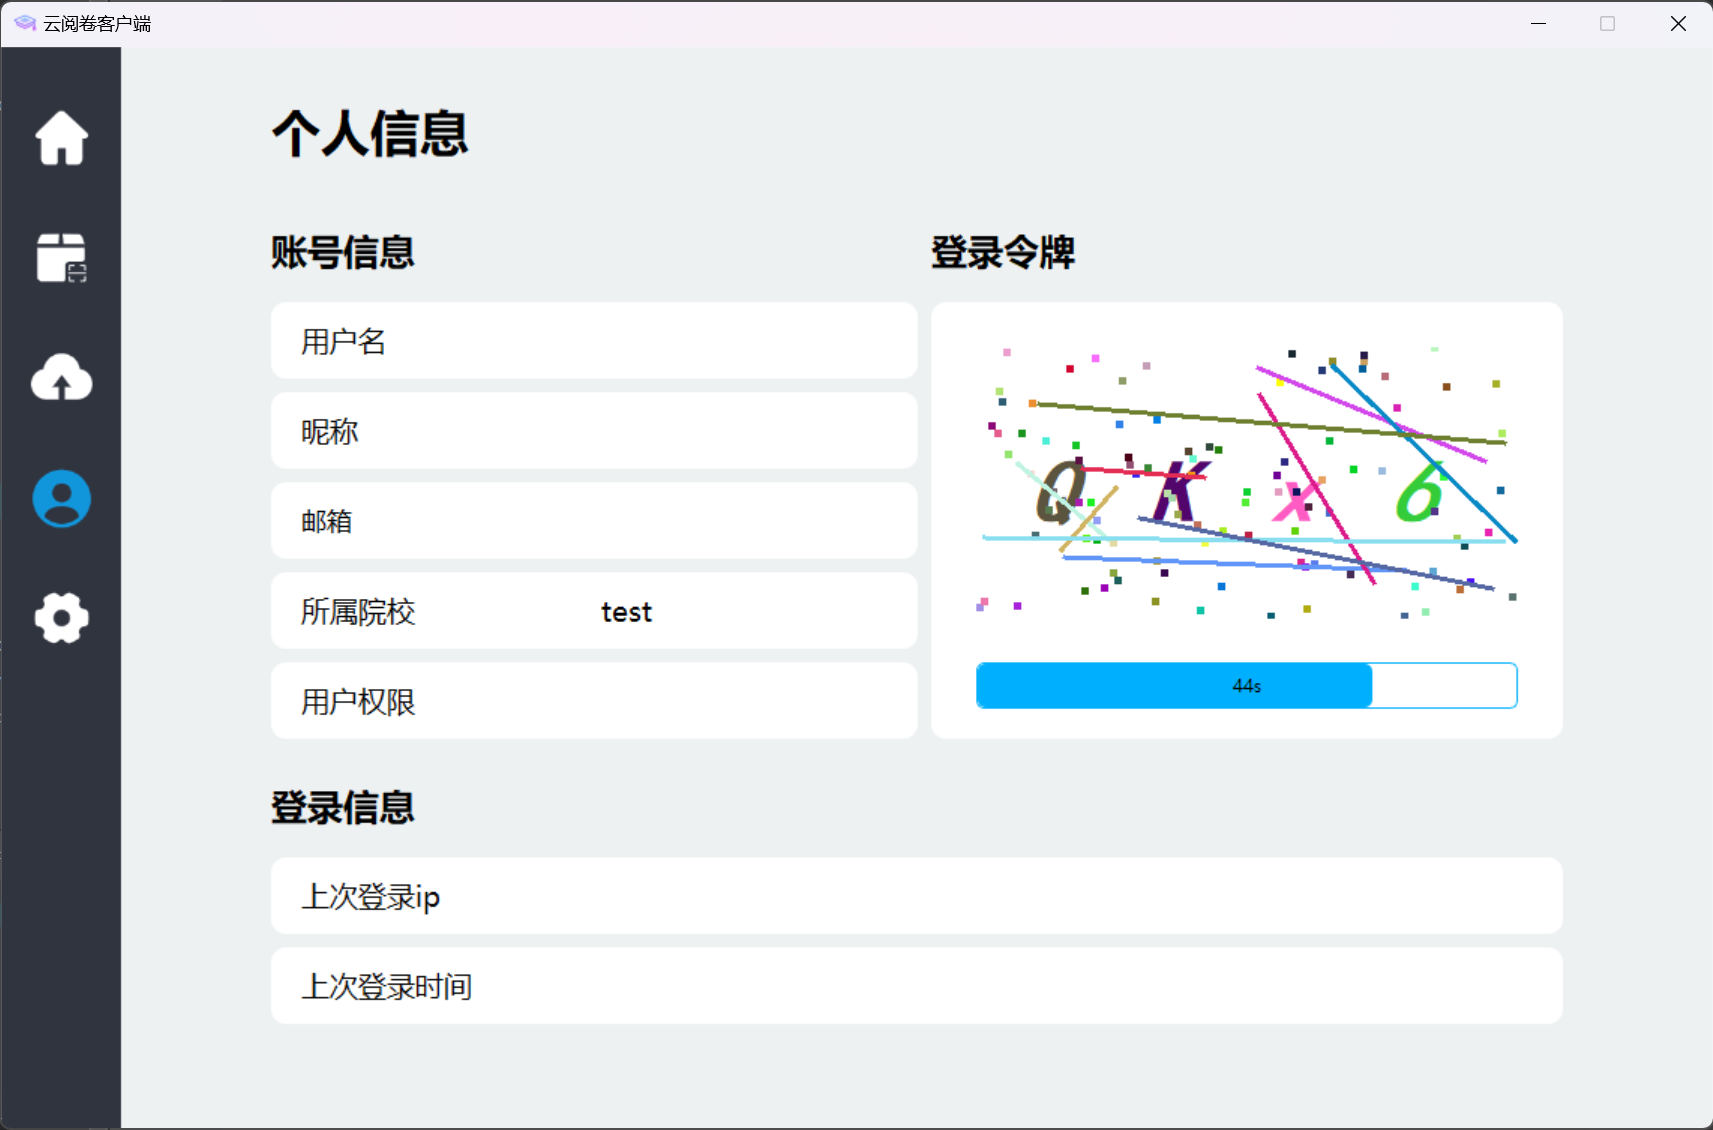 云阅卷客户端
个人信息
账号信息
用户名
昵称
邮箱
所属院校 test
用户权限
登录令牌
Q K x 6
44s
登录信息
上次登录ip
上次登录时间